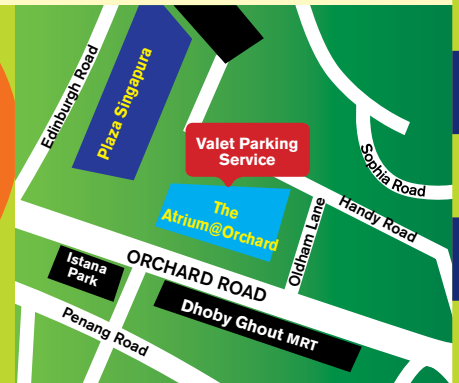 Edinburgh Road
Plaza Singapura
Valet Parking
Service
Sophia Road
The
Atrium@Orchard
Oldham Lane
Handy Road
Istana
Park
ORCHARD ROAD
Dhoby Ghout MRT
Penang Road